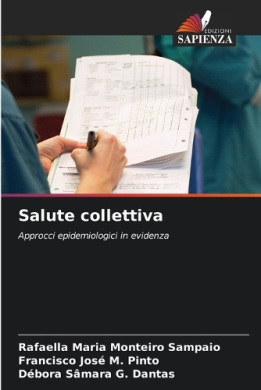 EDIZIONI
SAPIENZA
Salute collettiva
Approcci epidemiologici in evidenza
Rafaella Maria Monteiro Sampaio
Francisco José M. Pinto
Débora Sâmara G. Dantas